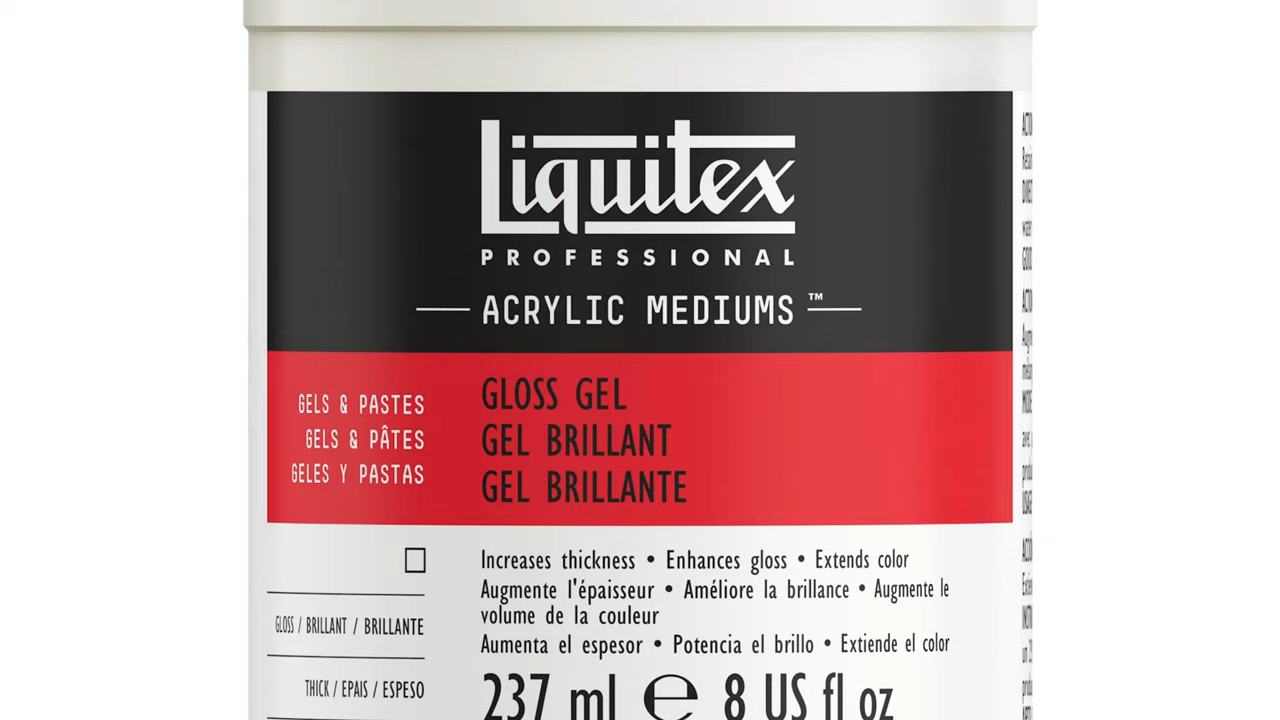 Liquitex
PROFESSIONAL
ACRYLIC MEDIUMS™
GELS & PASTES
GELS & PÂTES
GELES Y PASTAS
GLOSS GEL
GEL BRILLANT
GEL BRILLANTE
GLOSS / BRILLANT / BRILLANTE
THICK / EPAIS / ESPESO
Increases thickness • Enhances gloss • Extends color
Augmente l'épaisseur • Améliore la brillance • Augmente le
volume de la couleur
Aumenta el espesor • Potencia el brillo • Extiende el color
237 ml ℮ 8 US fl oz